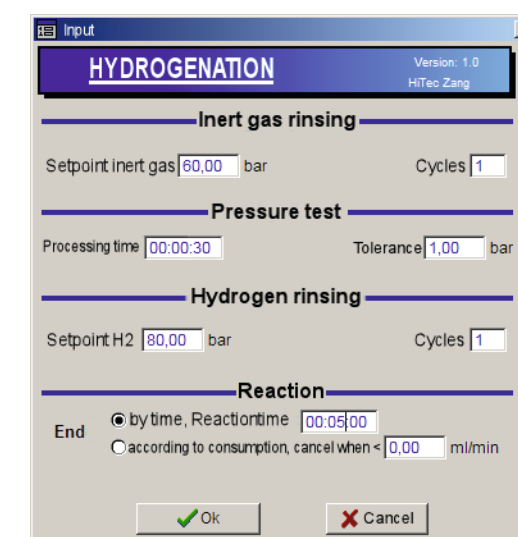 Input
HYDROGENATION
Version: 1.0
HiTec Zang
Inert gas rinsing
Setpoint inert gas 60,00 bar Cycles 1
Pressure test
Processing time 00:00:30 Tolerance 1,00 bar
Hydrogen rinsing
Setpoint H2 80,00 bar Cycles 1
Reaction
End
by time, Reactiontime 00:05:00
according to consumption, cancel when < 0,00 ml/min
Ok Cancel